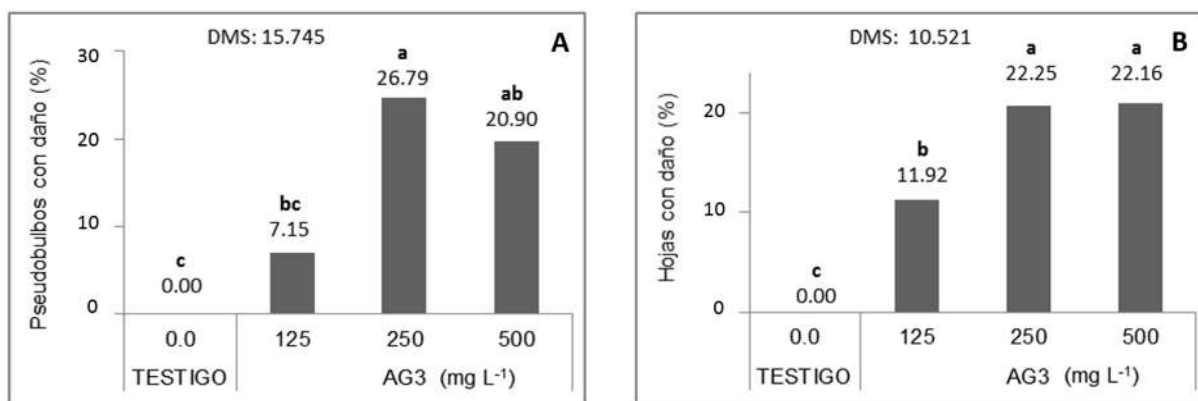 DMS: 15.745
A
Pseudobulbos con daño (%)
30
20
10
0
c
0.00
bc
7.15
a
26.79
ab
20.90
0.0
125
250
500
TESTIGO
AG3 (mg L⁻¹)
DMS: 10.521
B
Hojas con daño (%)
20
10
0
c
0.00
b
11.92
a
22.25
a
22.16
0.0
125
250
500
TESTIGO
AG3 (mg L⁻¹)